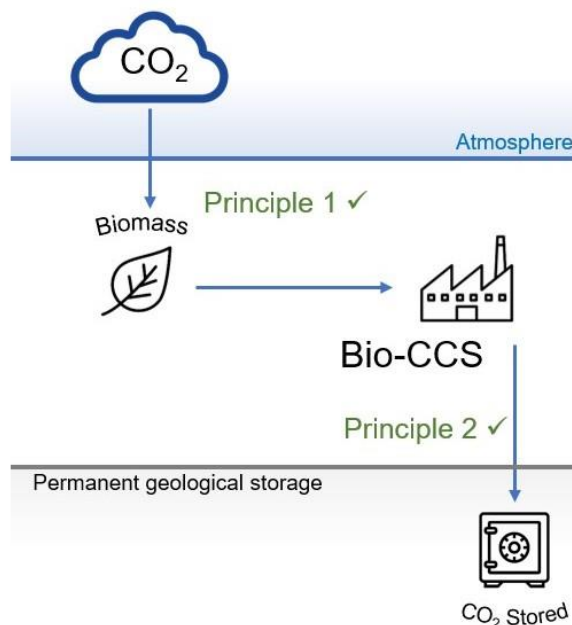 CO₂
Atmosphere
Principle 1 ✓
Biomass
Bio-CCS
Principle 2 ✓
Permanent geological storage
CO₂ Stored